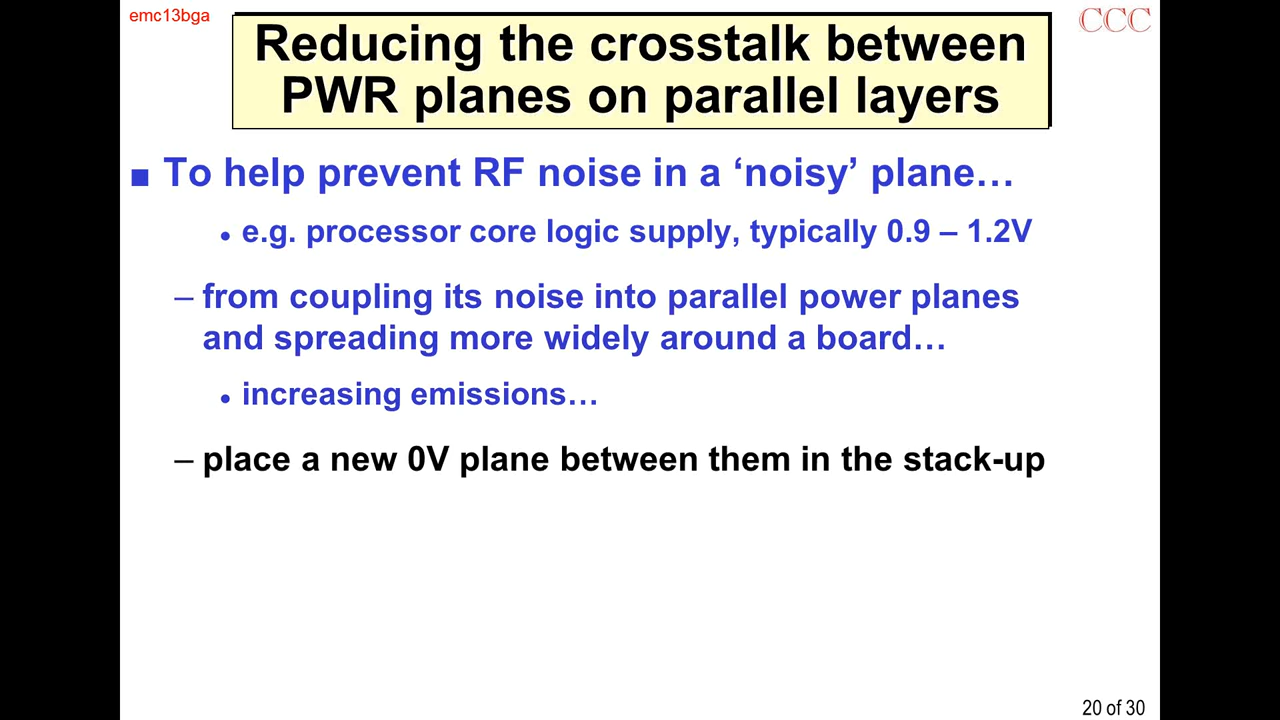 emc13bga
CCC
Reducing the crosstalk between
PWR planes on parallel layers
■ To help prevent RF noise in a ‘noisy’ plane…
• e.g. processor core logic supply, typically 0.9 – 1.2V
– from coupling its noise into parallel power planes
and spreading more widely around a board…
• increasing emissions…
– place a new 0V plane between them in the stack-up
20 of 30